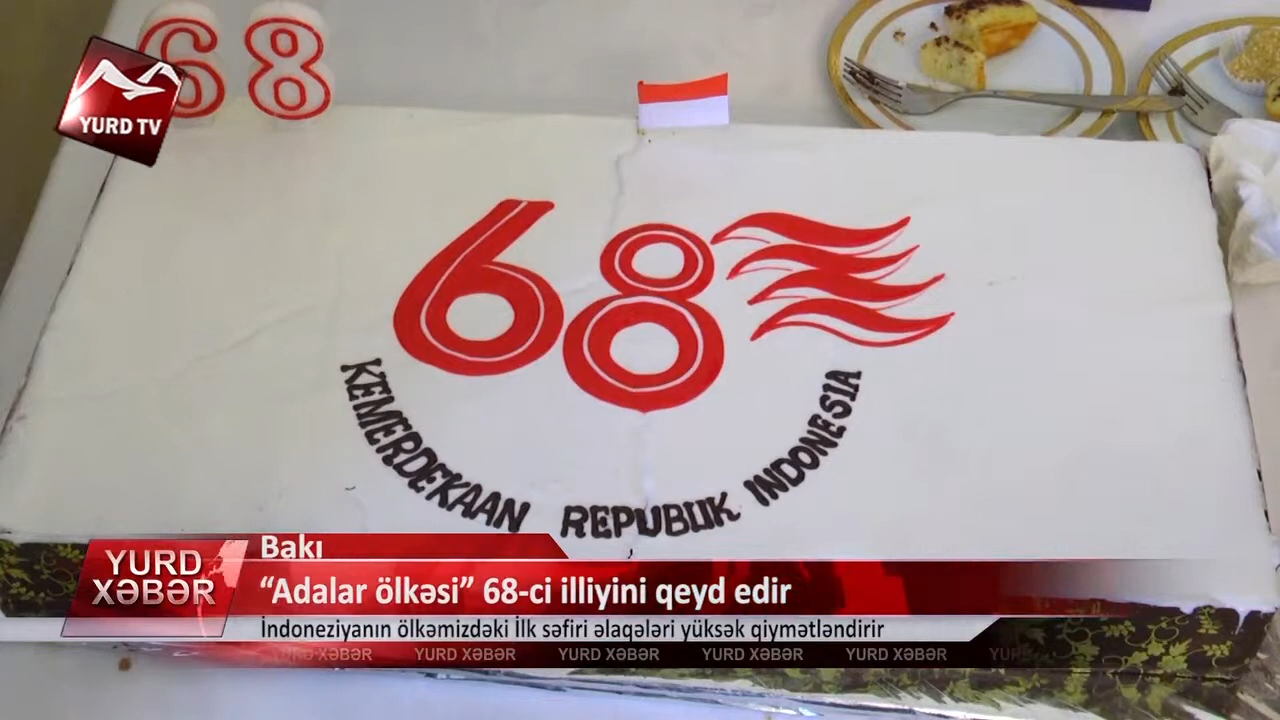 68
YURD TV
68
KEMERDEKAAN REPUBLIK INDONESIA
YURD
XƏBƏR
Bakı
“Adalar ölkəsi” 68-ci illiyini qeyd edir
İndoneziyanın ölkəmizdəki İlk səfiri əlaqələri yüksək qiymətləndirir
YURD XƏBƏR YURD XƏBƏR YURD XƏBƏR YURD XƏBƏR YURD XƏBƏR